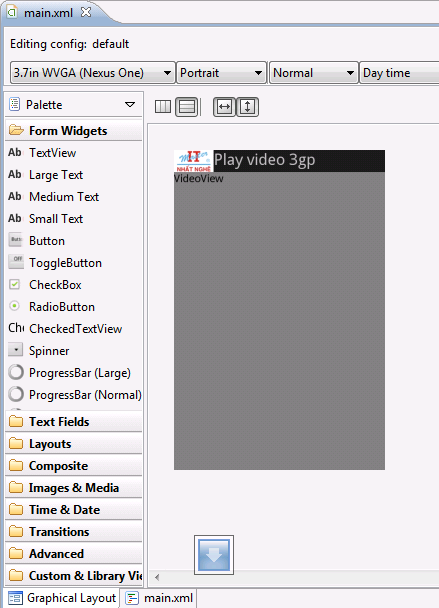 main.xml
Editing config: default
3.7in WVGA (Nexus One) Portrait Normal Day time
Palette
Form Widgets
Ab TextView
Ab Large Text
Ab Medium Text
Ab Small Text
Button
Off ToggleButton
CheckBox
RadioButton
CheckedTextView
Spinner
ProgressBar (Large)
ProgressBar (Normal)
Text Fields
Layouts
Composite
Images & Media
Time & Date
Transitions
Advanced
Custom & Library Vie
IT
NHẤT NGHỆ
Play video 3gp
VideoView
Graphical Layout main.xml